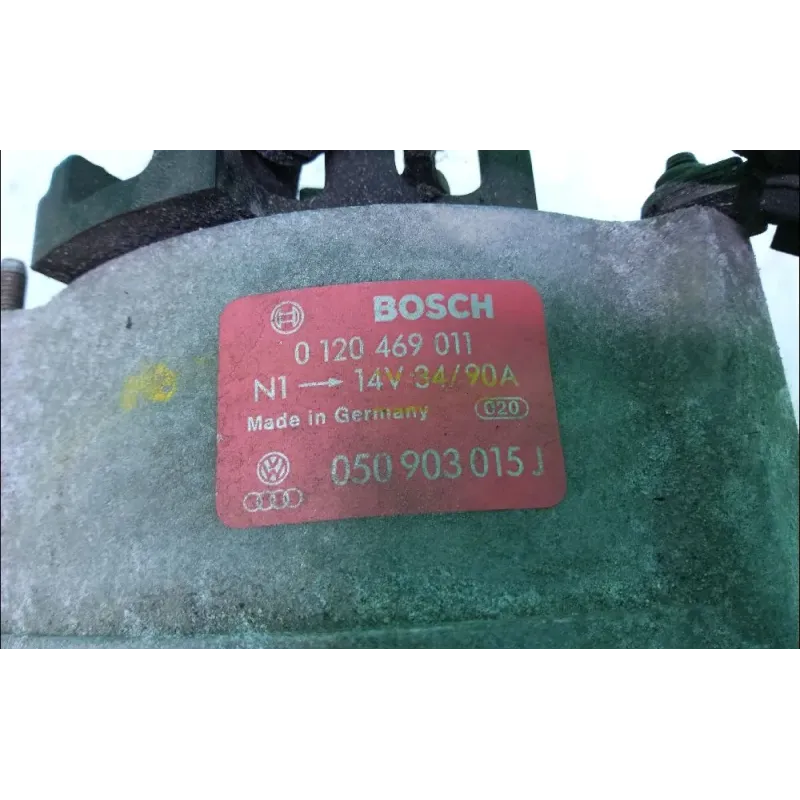 BOSCH
0 120 469 011
N1 → 14V 34/90A
Made in Germany 020
050 903 015 J